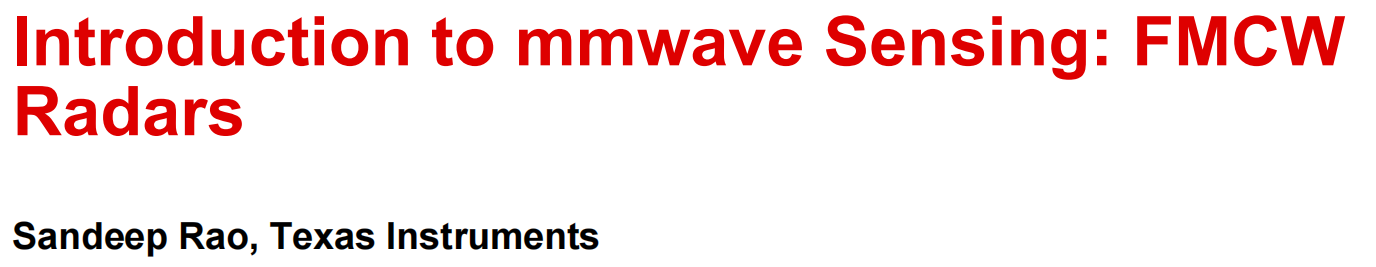 Introduction to mmwave Sensing: FMCW
Radars
Sandeep Rao, Texas Instruments